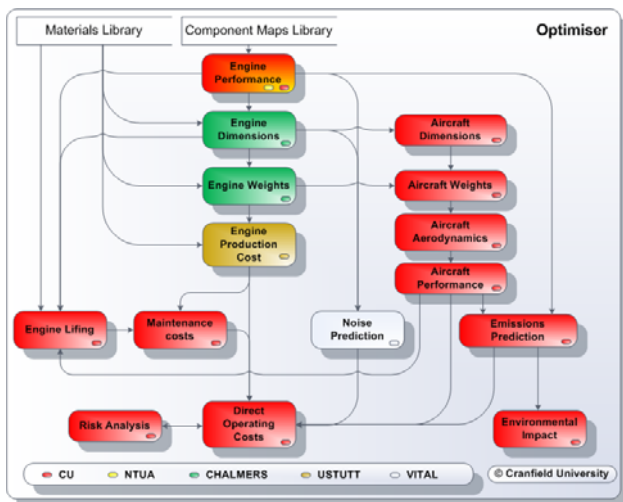 Materials Library
Component Maps Library
Optimiser
Engine
Performance
Engine
Dimensions
Aircraft
Dimensions
Engine Weights
Aircraft Weights
Engine
Production
Cost
Aircraft
Aerodynamics
Aircraft
Performance
Engine Lifing
Maintenance
costs
Noise
Prediction
Emissions
Prediction
Risk Analysis
Direct
Operating
Costs
Environmental
Impact
CU
NTUA
CHALMERS
USTUTT
VITAL
© Cranfield University